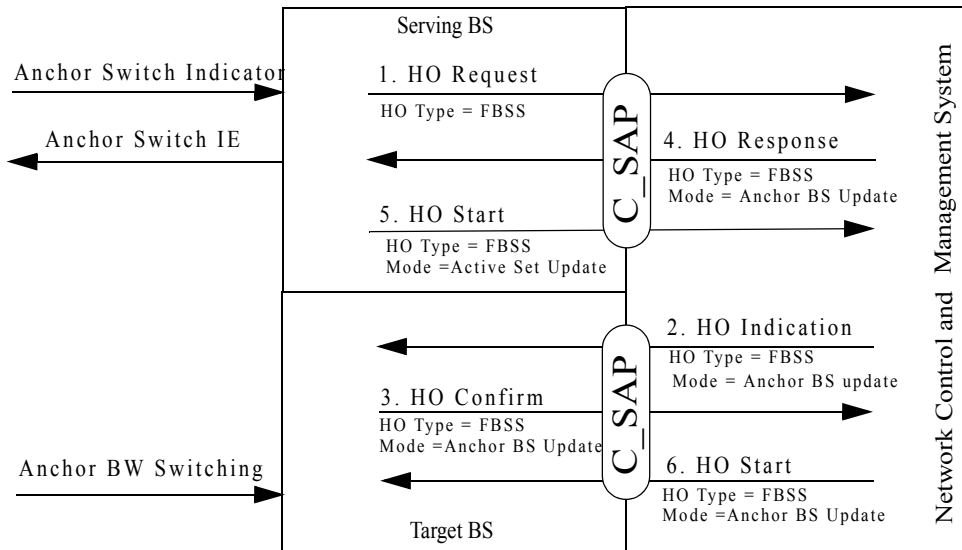 Serving BS
Anchor Switch Indicator
1. HO Request
HO Type = FBSS
Anchor Switch IE
4. HO Response
HO Type = FBSS
Mode = Anchor BS Update
5. HO Start
HO Type = FBSS
Mode =Active Set Update
C_SAP
2. HO Indication
HO Type = FBSS
Mode = Anchor BS update
3. HO Confirm
HO Type = FBSS
Mode =Anchor BS Update
C_SAP
Anchor BW Switching
6. HO Start
HO Type = FBSS
Mode =Anchor BS Update
Target BS
Network Control and Management System